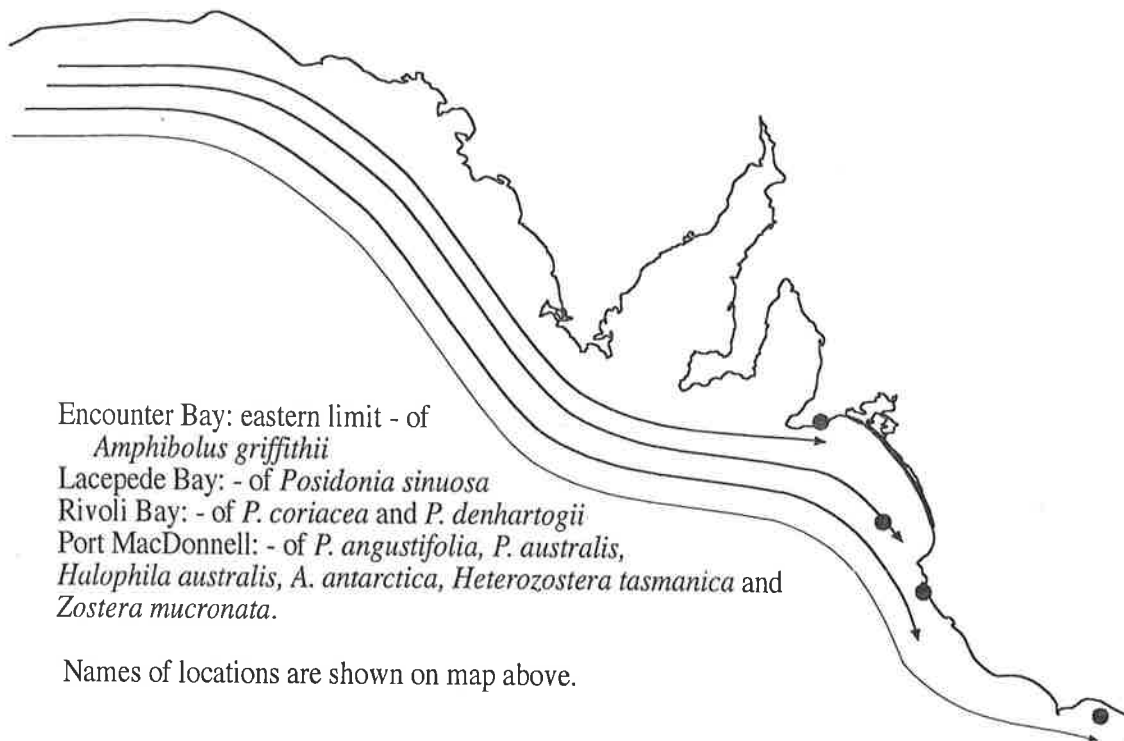 Encounter Bay: eastern limit - of
Amphibolus griffithii
Lacepede Bay: - of Posidonia sinuosa
Rivoli Bay: - of P. coriacea and P. denhartogii
Port MacDonnell: - of P. angustifolia, P. australis,
Halophila australis, A. antarctica, Heterozostera tasmanica and
Zostera mucronata.
Names of locations are shown on map above.